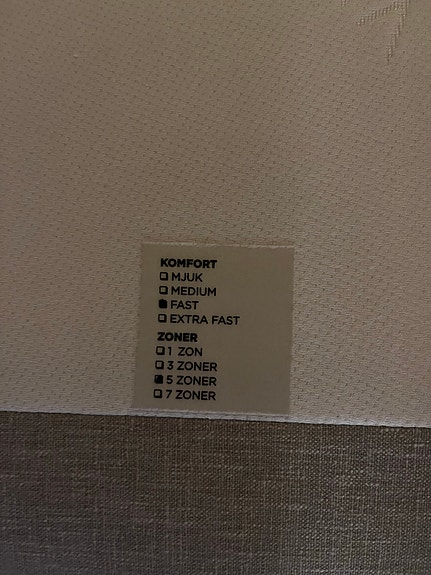 KOMFORT
☐ MJUK
☐ MEDIUM
■ FAST
☐ EXTRA FAST
ZONER
☐ 1 ZON
☐ 3 ZONER
■ 5 ZONER
☐ 7 ZONER